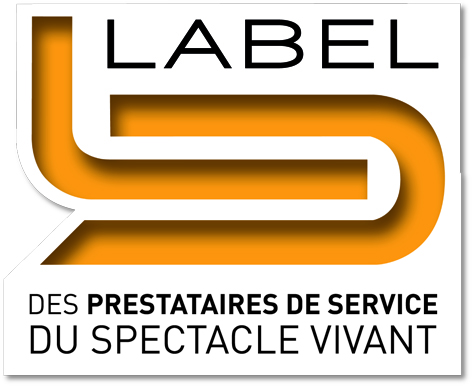 LABEL
DES PRESTATAIRES DE SERVICE
DU SPECTACLE VIVANT